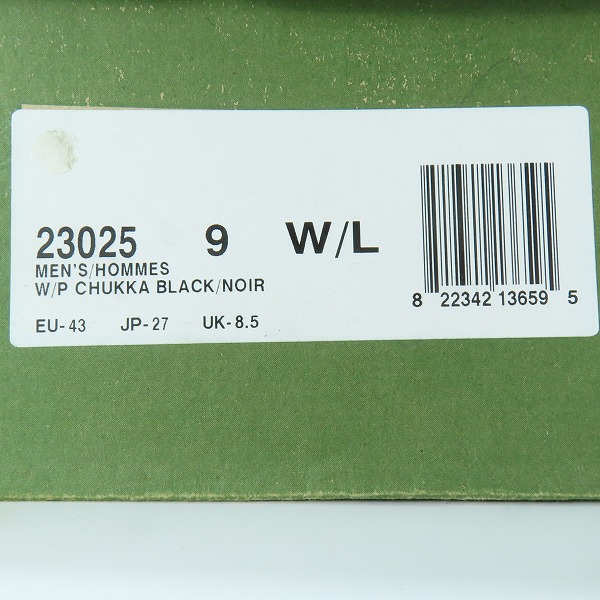 23025 9 W/L
MEN'S/HOMMES
W/P CHUKKA BLACK/NOIR
EU-43 JP-27 UK-8.5
8 22342 13659 5